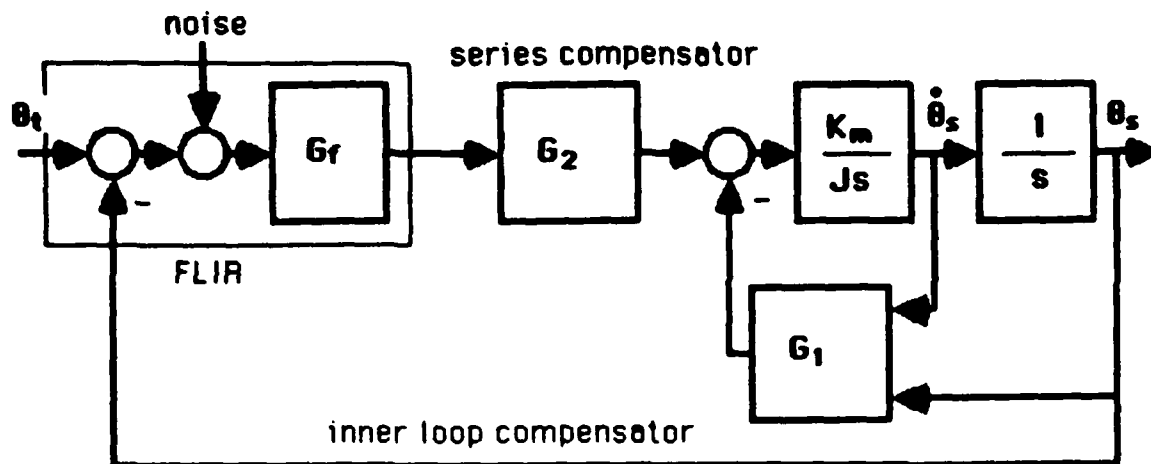 noise
series compensator
θt
Gf
G2
Km
Js
θ̇s
1
s
θs
-
-
FLIR
G1
inner loop compensator